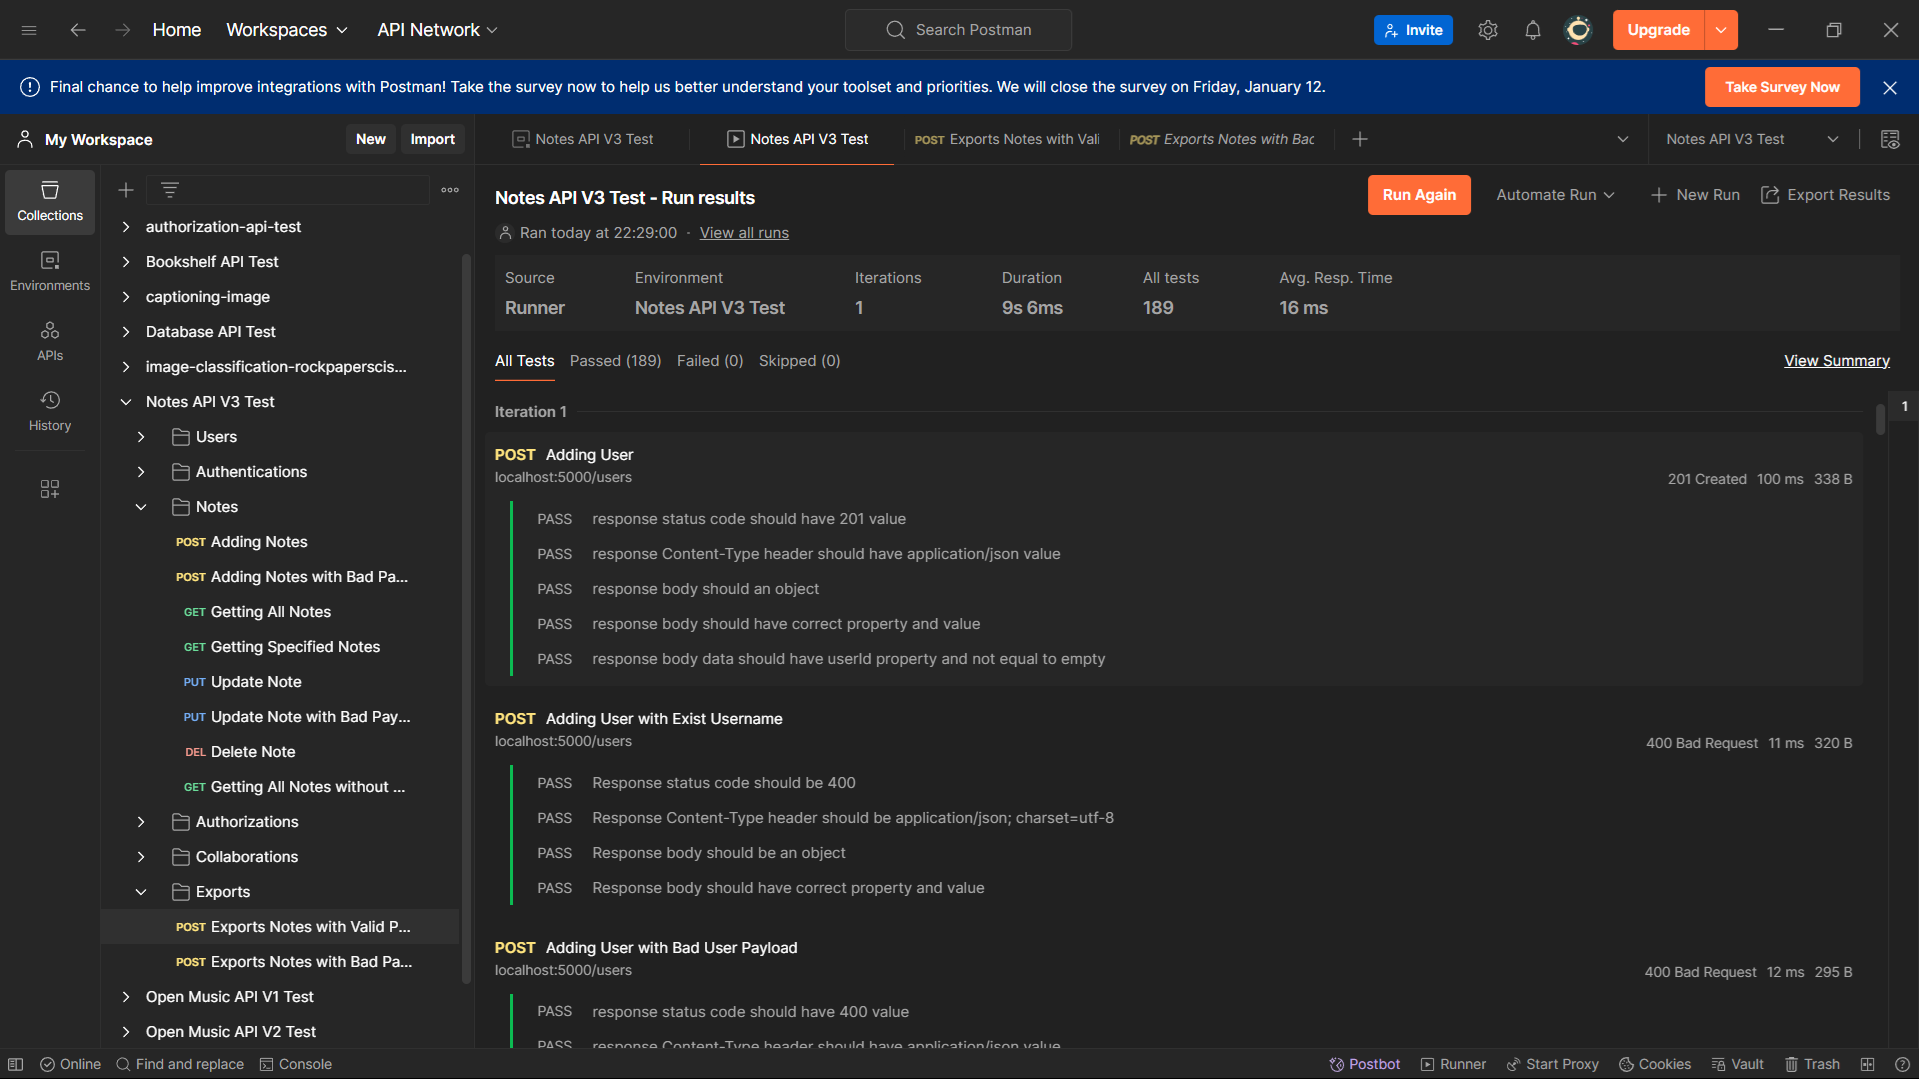 Home
Workspaces
API Network
Search Postman
Invite
Upgrade
Final chance to help improve integrations with Postman! Take the survey now to help us better understand your toolset and priorities. We will close the survey on Friday, January 12.
Take Survey Now
My Workspace
New
Import
Notes API V3 Test
Notes API V3 Test
POST Exports Notes with Vali
POST Exports Notes with Bad
Notes API V3 Test
Collections
Environments
APIs
History
authorization-api-test
Bookshelf API Test
captioning-image
Database API Test
image-classification-rockpaperscis...
Notes API V3 Test
Users
Authentications
Notes
POST Adding Notes
POST Adding Notes with Bad Pa...
GET Getting All Notes
GET Getting Specified Notes
PUT Update Note
PUT Update Note with Bad Pay...
DEL Delete Note
GET Getting All Notes without ...
Authorizations
Collaborations
Exports
POST Exports Notes with Valid P...
POST Exports Notes with Bad Pa...
Open Music API V1 Test
Open Music API V2 Test
Notes API V3 Test - Run results
Run Again
Automate Run
New Run
Export Results
Ran today at 22:29:00 · View all runs
Source Environment Iterations Duration All tests Avg. Resp. Time
Runner Notes API V3 Test 1 9s 6ms 189 16 ms
All Tests Passed (189) Failed (0) Skipped (0)
View Summary
Iteration 1
1
POST Adding User
localhost:5000/users
201 Created 100 ms 338 B
PASS response status code should have 201 value
PASS response Content-Type header should have application/json value
PASS response body should an object
PASS response body should have correct property and value
PASS response body data should have userId property and not equal to empty
POST Adding User with Exist Username
localhost:5000/users
400 Bad Request 11 ms 320 B
PASS Response status code should be 400
PASS Response Content-Type header should be application/json; charset=utf-8
PASS Response body should be an object
PASS Response body should have correct property and value
POST Adding User with Bad User Payload
localhost:5000/users
400 Bad Request 12 ms 295 B
PASS response status code should have 400 value
PASS response Content-Type header should have application/json value
Online
Find and replace
Console
Postbot
Runner
Start Proxy
Cookies
Vault
Trash